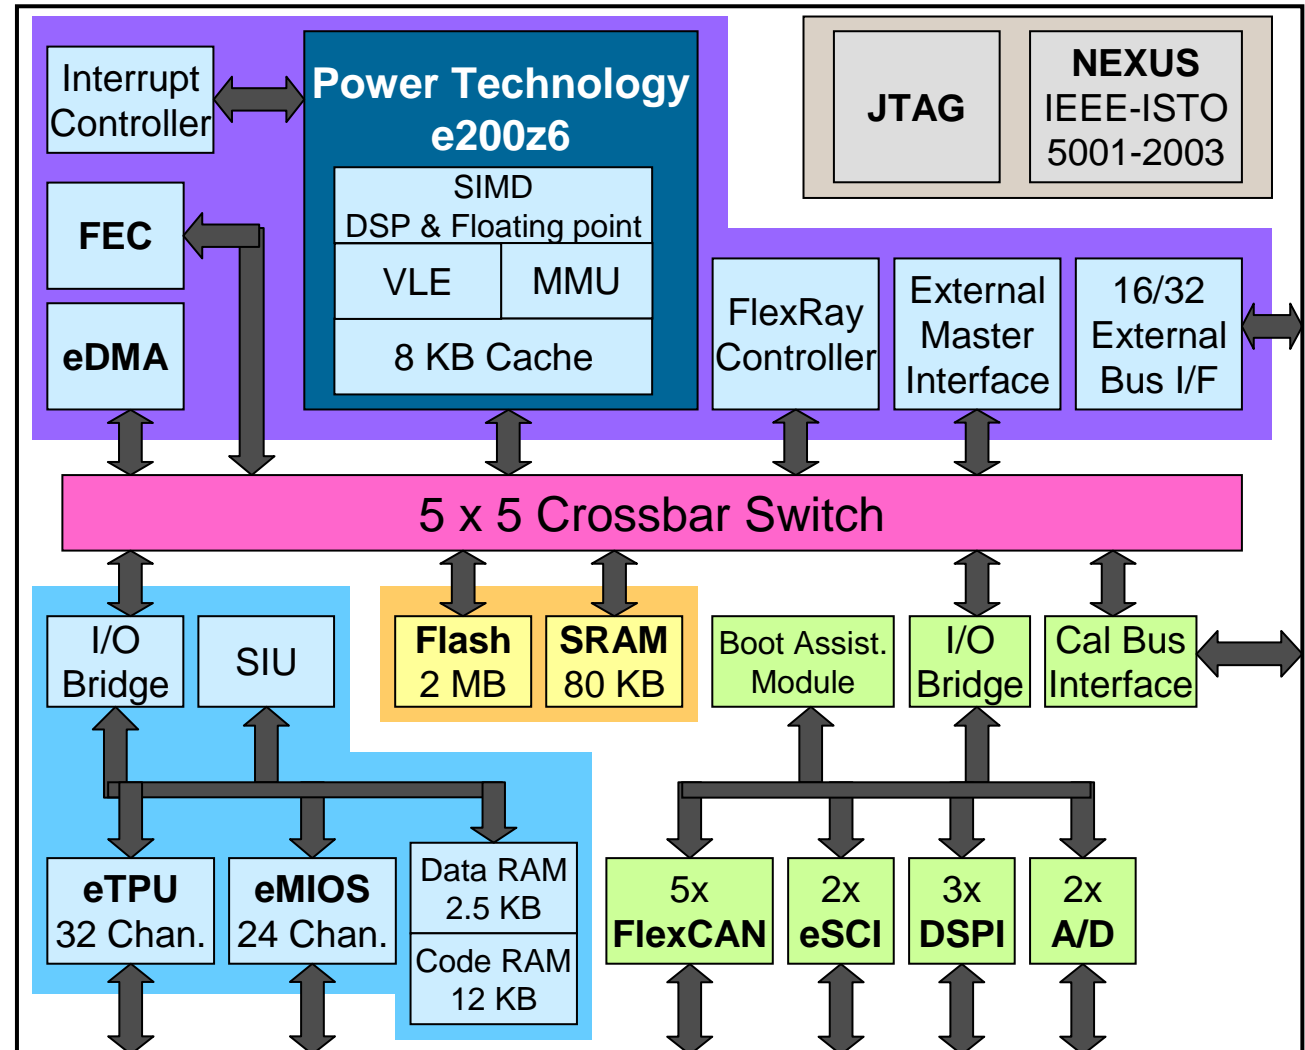 Interrupt
Controller
Power Technology
e200z6
SIMD
DSP & Floating point
VLE
MMU
8 KB Cache
JTAG
NEXUS
IEEE-ISTO
5001-2003
FEC
eDMA
FlexRay
Controller
External
Master
Interface
16/32
External
Bus I/F
5 x 5 Crossbar Switch
I/O
Bridge
SIU
Flash
2 MB
SRAM
80 KB
Boot Assist.
Module
I/O
Bridge
Cal Bus
Interface
eTPU
32 Chan.
eMIOS
24 Chan.
Data RAM
2.5 KB
Code RAM
12 KB
5x
FlexCAN
2x
eSCI
3x
DSPI
2x
A/D